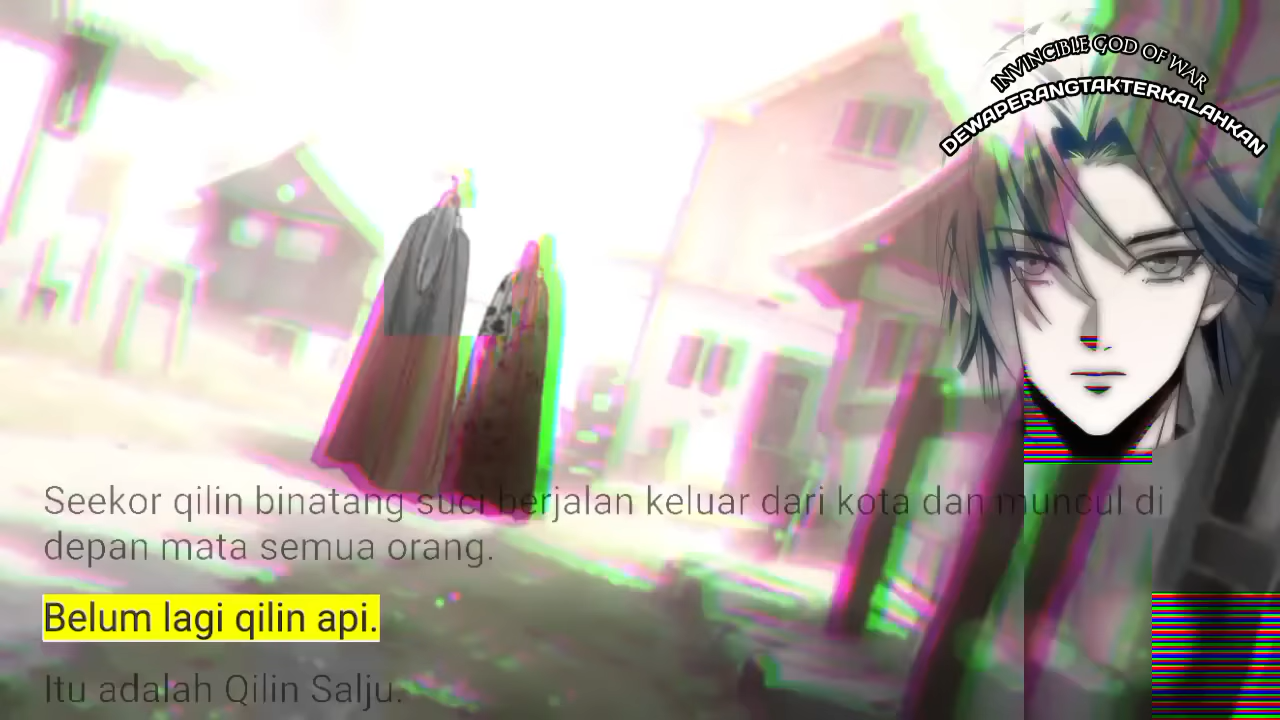 INVINCIBLE GOD OF WAR
DEWAPERANGTAKTERKALAHKAN
Seekor qilin binatang suci berjalan keluar dari kota dan muncul di
depan mata semua orang.
Belum lagi qilin api.
Itu adalah Qilin Salju.